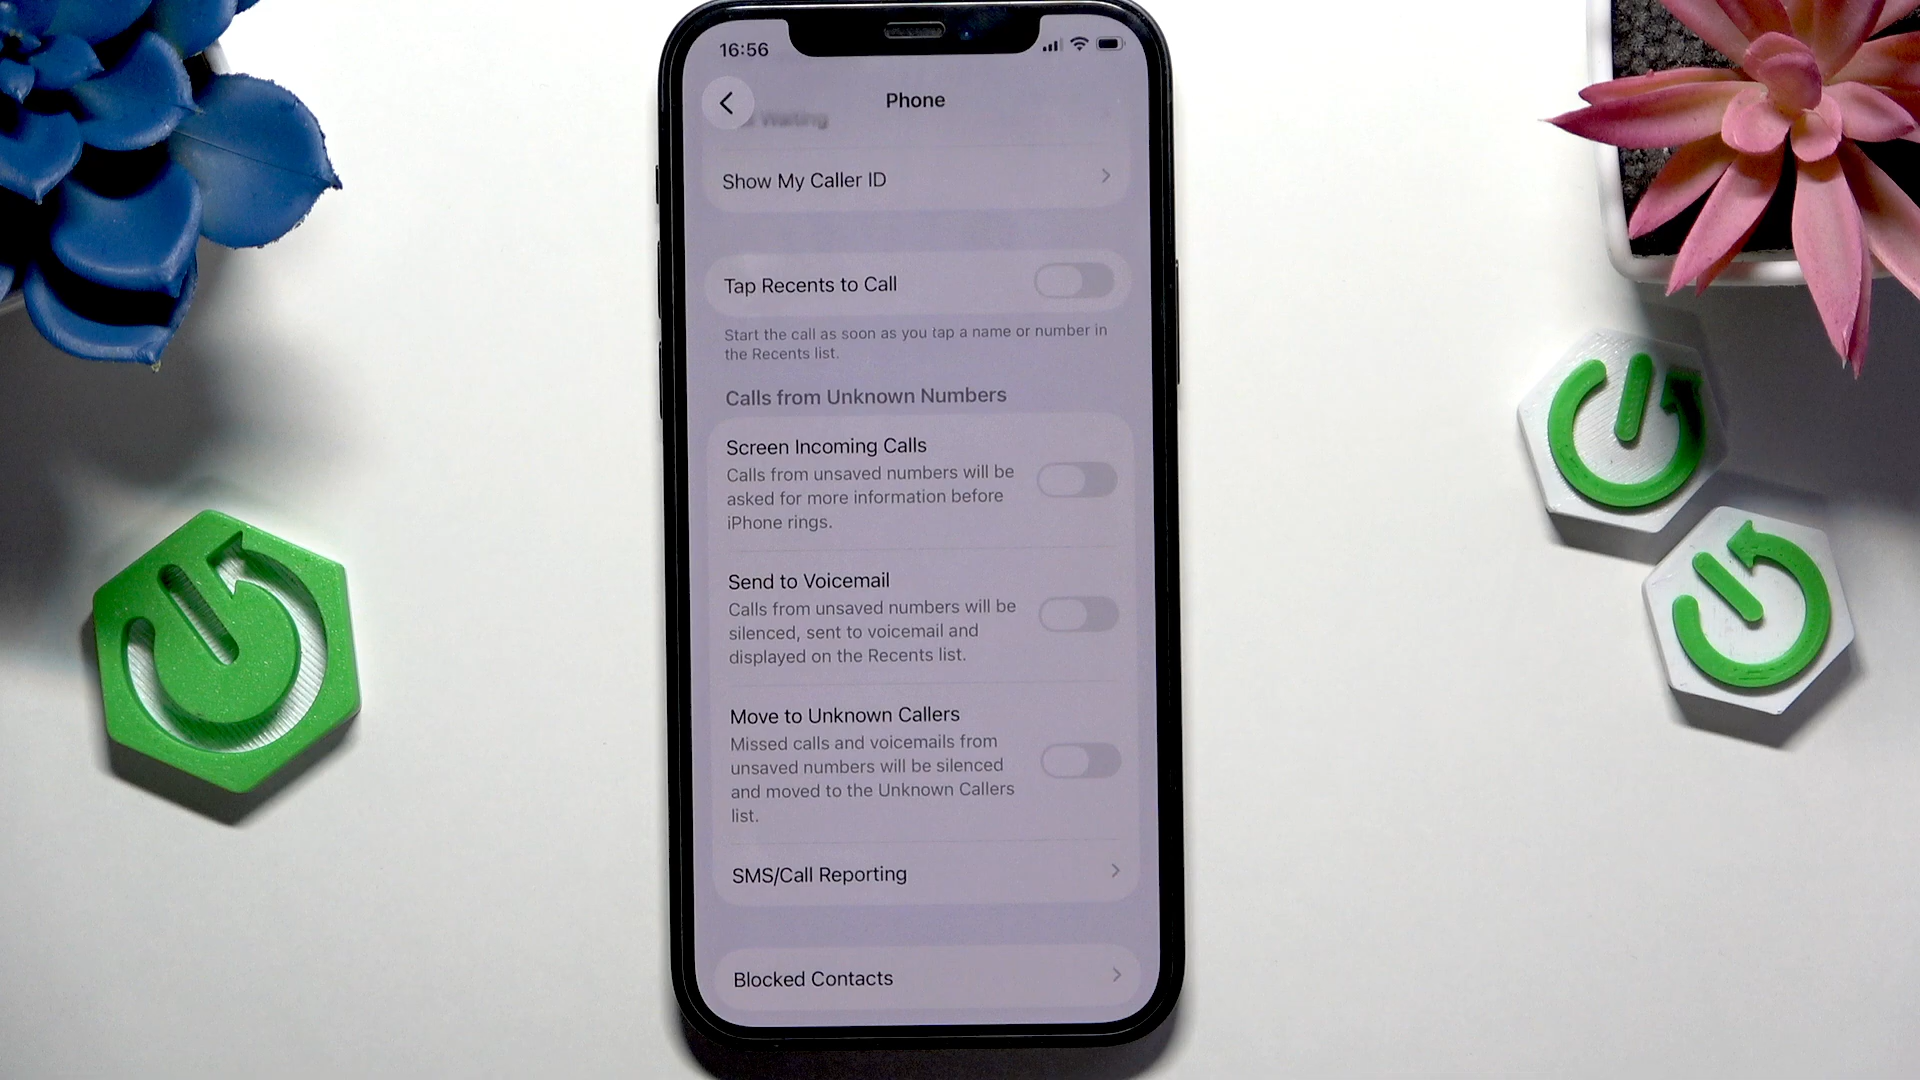 16:56
Phone
Waiting
Show My Caller ID
Tap Recents to Call
Start the call as soon as you tap a name or number in
the Recents list.
Calls from Unknown Numbers
Screen Incoming Calls
Calls from unsaved numbers will be
asked for more information before
iPhone rings.
Send to Voicemail
Calls from unsaved numbers will be
silenced, sent to voicemail and
displayed on the Recents list.
Move to Unknown Callers
Missed calls and voicemails from
unsaved numbers will be silenced
and moved to the Unknown Callers
list.
SMS/Call Reporting
Blocked Contacts